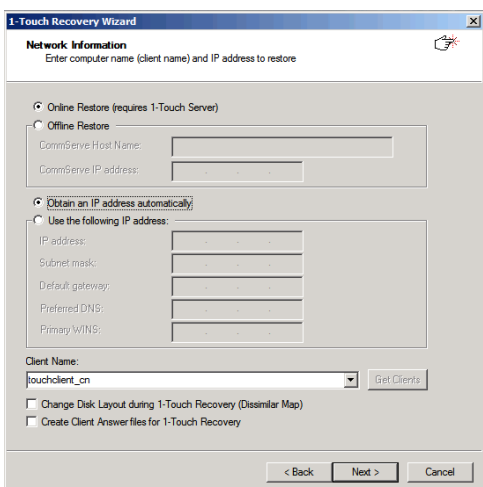 1-Touch Recovery Wizard
Network Information
Enter computer name (client name) and IP address to restore
Online Restore (requires 1-Touch Server)
Offline Restore
CommServe Host Name:
CommServe IP address:
Obtain an IP address automatically
Use the following IP address:
IP address:
Subnet mask:
Default gateway:
Preferred DNS:
Primary WINS:
Client Name:
touchclient_cn
Get Clients
Change Disk Layout during 1-Touch Recovery (Dissimilar Map)
Create Client Answer files for 1-Touch Recovery
< Back Next > Cancel